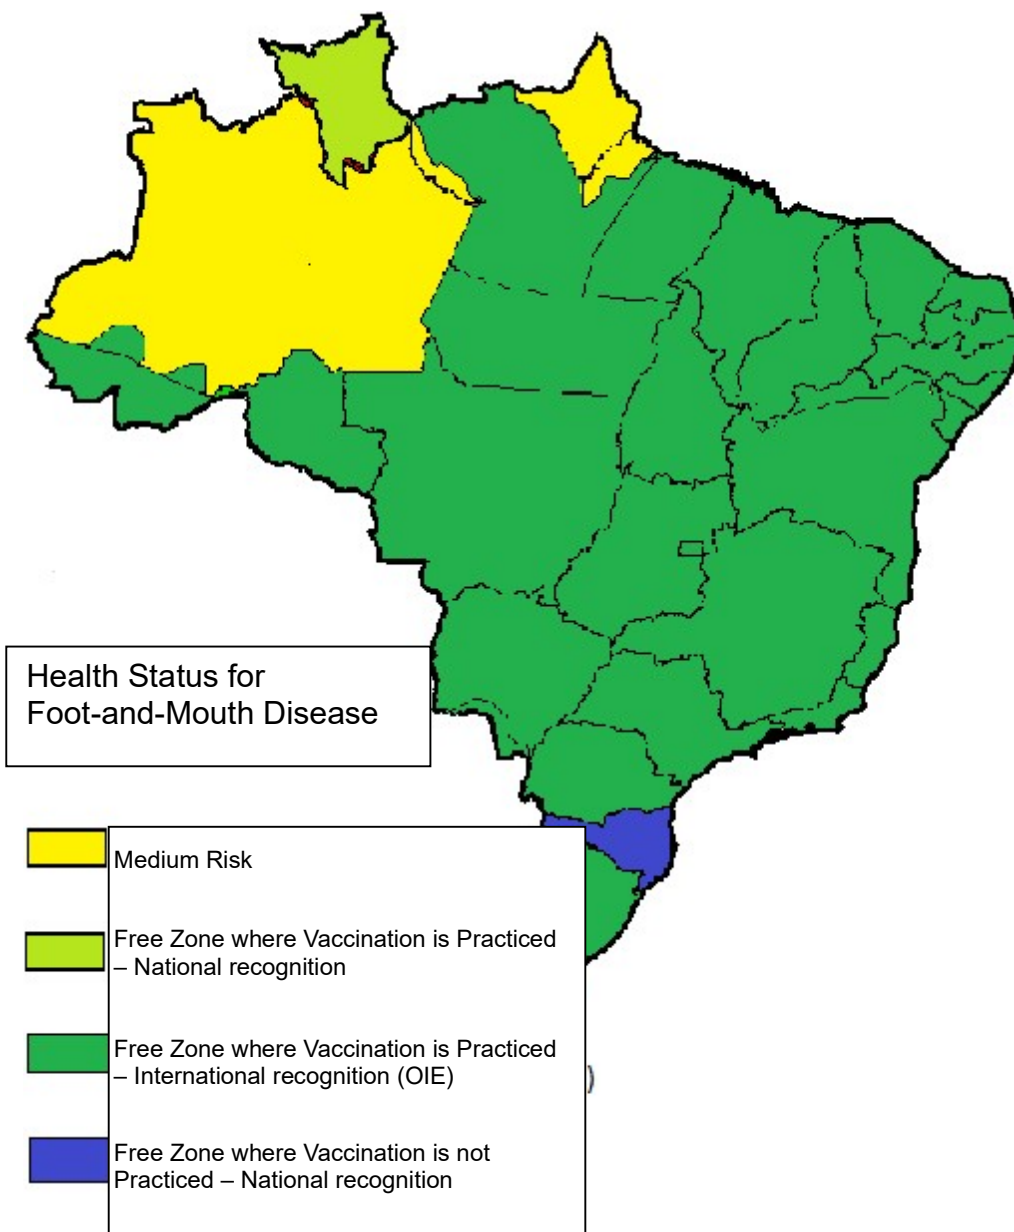 Health Status for
Foot-and-Mouth Disease
Medium Risk
Free Zone where Vaccination is Practiced
– National recognition
Free Zone where Vaccination is Practiced
– International recognition (OIE)
)
Free Zone where Vaccination is not
Practiced – National recognition